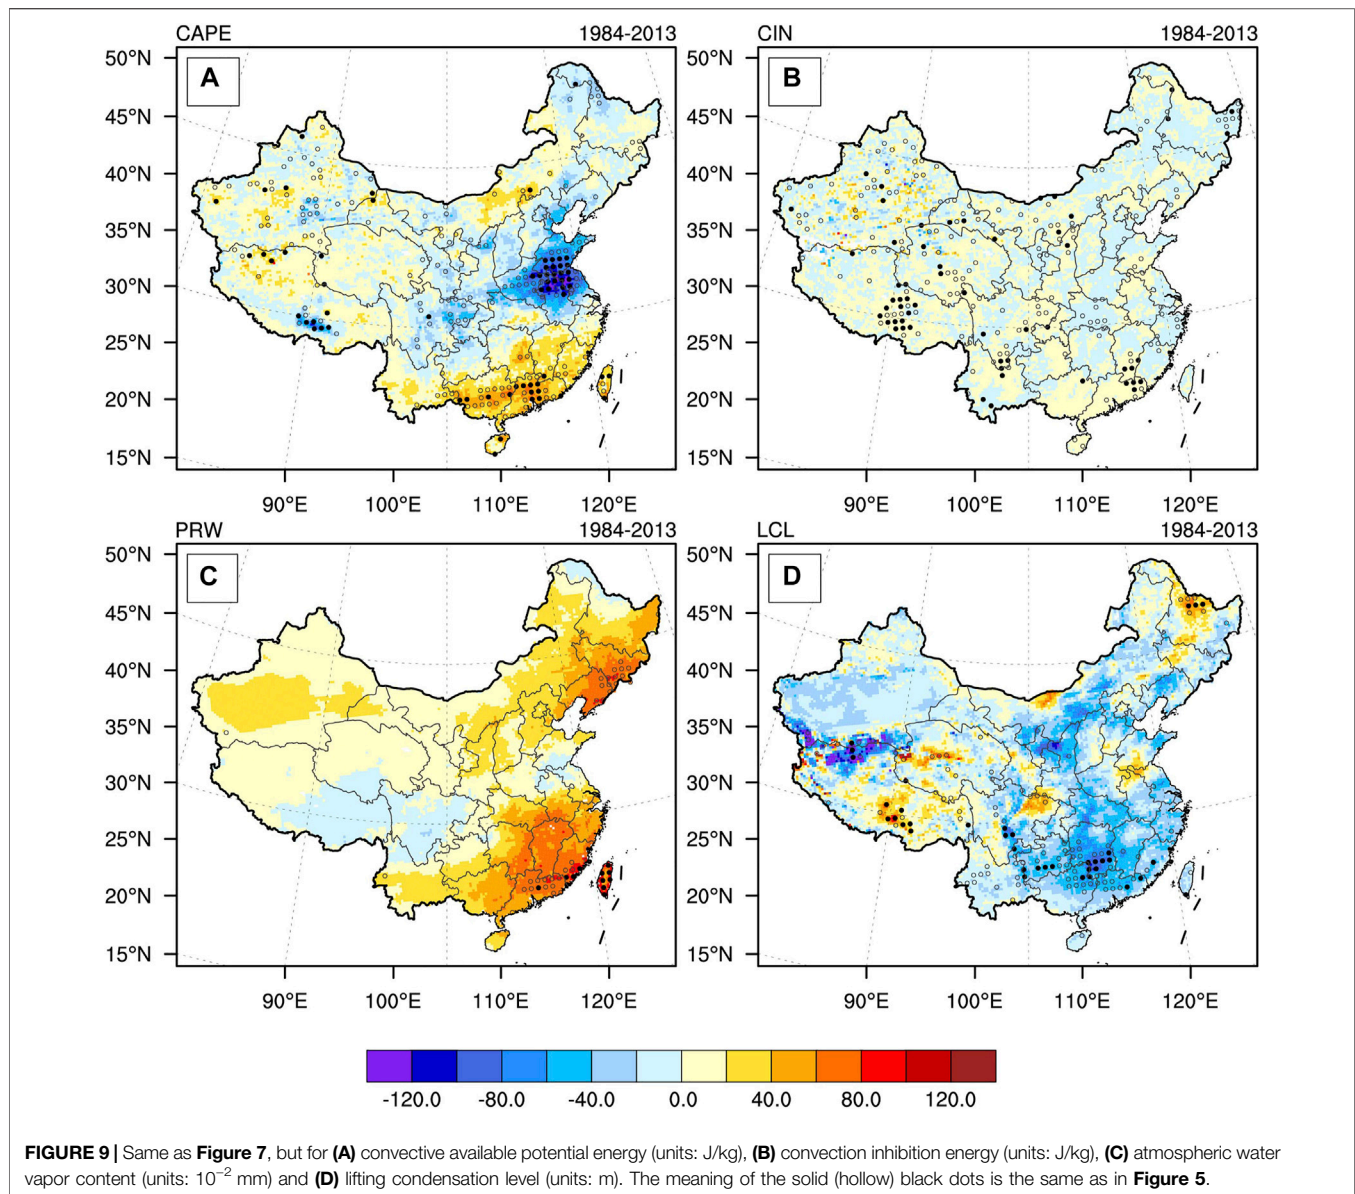 CAPE 1984-2013 CIN 1984-2013
A B
50°N 50°N
45°N 45°N
40°N 40°N
35°N 35°N
30°N 30°N
25°N 25°N
20°N 20°N
15°N 15°N
90°E 100°E 110°E 120°E 90°E 100°E 110°E 120°E
PRW 1984-2013 LCL 1984-2013
C D
50°N 50°N
45°N 45°N
40°N 40°N
35°N 35°N
30°N 30°N
25°N 25°N
20°N 20°N
15°N 15°N
90°E 100°E 110°E 120°E 90°E 100°E 110°E 120°E
-120.0 -80.0 -40.0 0.0 40.0 80.0 120.0
FIGURE 9 | Same as Figure 7, but for (A) convective available potential energy (units: J/kg), (B) convection inhibition energy (units: J/kg), (C) atmospheric water
vapor content (units: 10⁻² mm) and (D) lifting condensation level (units: m). The meaning of the solid (hollow) black dots is the same as in Figure 5.